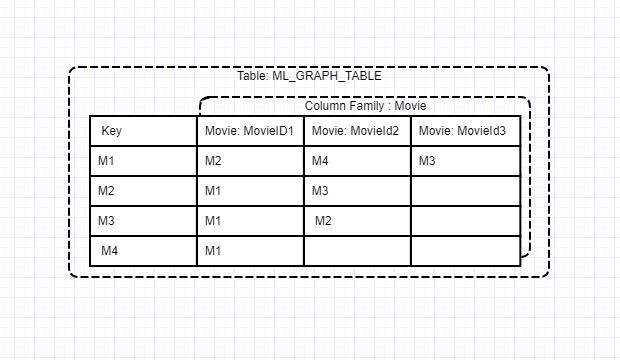 Table: ML_GRAPH_TABLE
Column Family : Movie
Key Movie: MovieID1 Movie: MovieId2 Movie: MovieId3
M1 M2 M4 M3
M2 M1 M3
M3 M1 M2
M4 M1